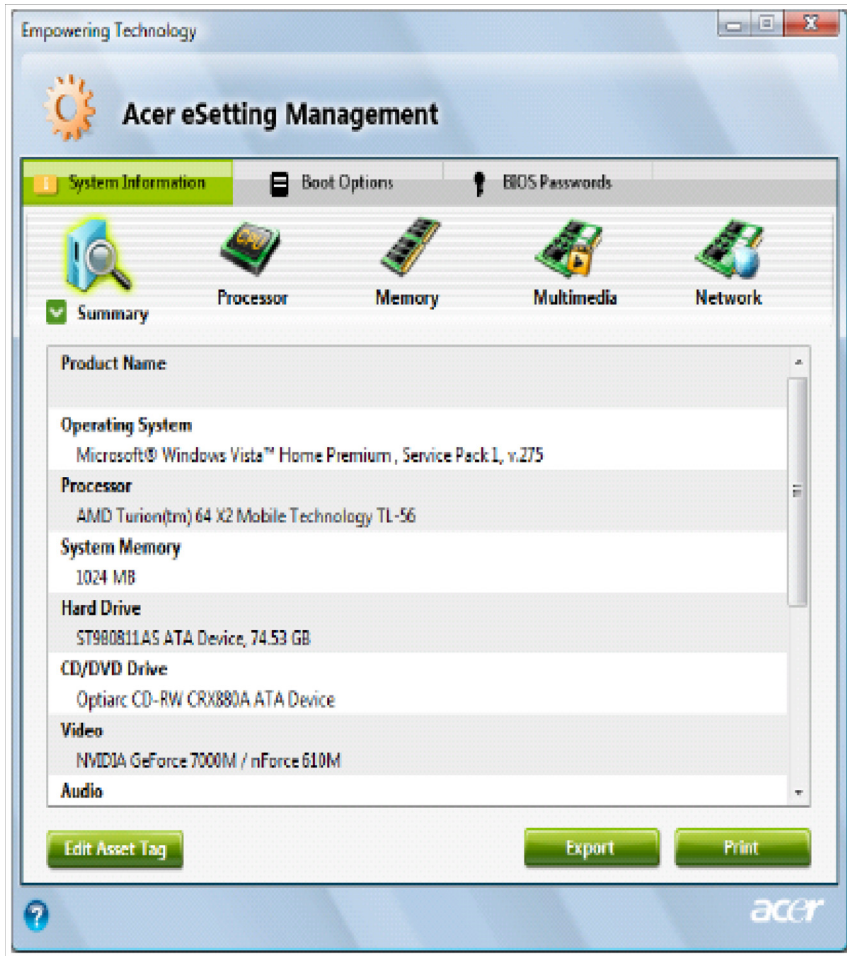 Empowering Technology
Acer eSetting Management
System Information
Boot Options
BIOS Passwords
Summary
Processor
Memory
Multimedia
Network
Product Name
Operating System
Microsoft® Windows Vista™ Home Premium , Service Pack 1, v.275
Processor
AMD Turion(tm) 64 X2 Mobile Technology TL-56
System Memory
1024 MB
Hard Drive
ST980811AS ATA Device, 74.53 GB
CD/DVD Drive
Optiarc CD-RW CRX880A ATA Device
Video
NVIDIA GeForce 7000M / nForce 610M
Audio
Edit Asset Tag
Export
Print
acer